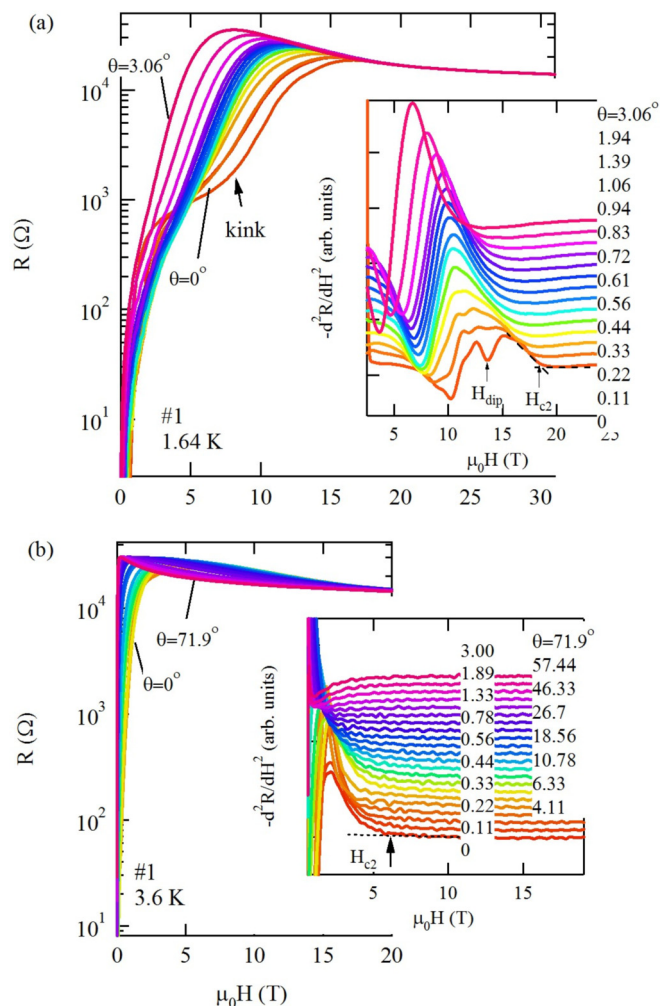 (a)
10⁴
10³
10²
10¹
R (Ω)
θ=3.06°
kink
θ=0°
#1
1.64 K
0 5 10 15 20 25 30
-d²R/dH² (arb. units)
θ=3.06°
1.94
1.39
1.06
0.94
0.83
0.72
0.61
0.56
0.44
0.33
0.22
0.11
0
H_dip
H_c2
5 10 15 20 25
μ₀H (T)
(b)
10⁴
10³
10²
10¹
R (Ω)
θ=71.9°
θ=0°
#1
3.6 K
0 5 10 15 20
μ₀H (T)
-d²R/dH² (arb. units)
θ=71.9°
3.00 57.44
1.89 46.33
1.33 26.7
0.78 18.56
0.56 10.78
0.44 6.33
0.33 4.11
0.22
0.11
0
H_c2
5 10 15
μ₀H (T)